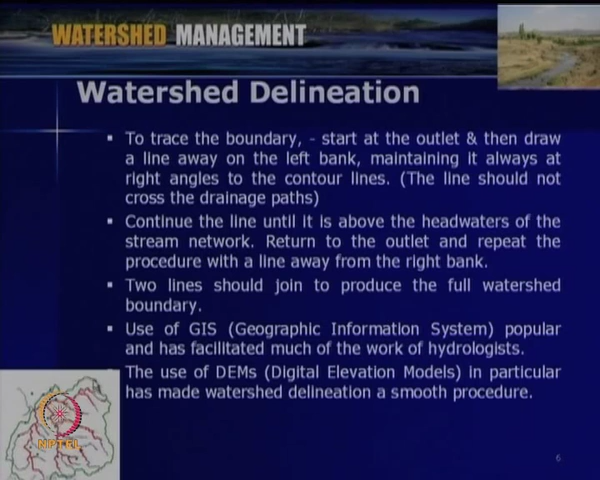 WATERSHED MANAGEMENT
Watershed Delineation
▪ To trace the boundary, - start at the outlet & then draw
a line away on the left bank, maintaining it always at
right angles to the contour lines. (The line should not
cross the drainage paths)
▪ Continue the line until it is above the headwaters of the
stream network. Return to the outlet and repeat the
procedure with a line away from the right bank.
▪ Two lines should join to produce the full watershed
boundary.
▪ Use of GIS (Geographic Information System) popular
and has facilitated much of the work of hydrologists.
The use of DEMs (Digital Elevation Models) in particular
has made watershed delineation a smooth procedure.
NPTEL
6